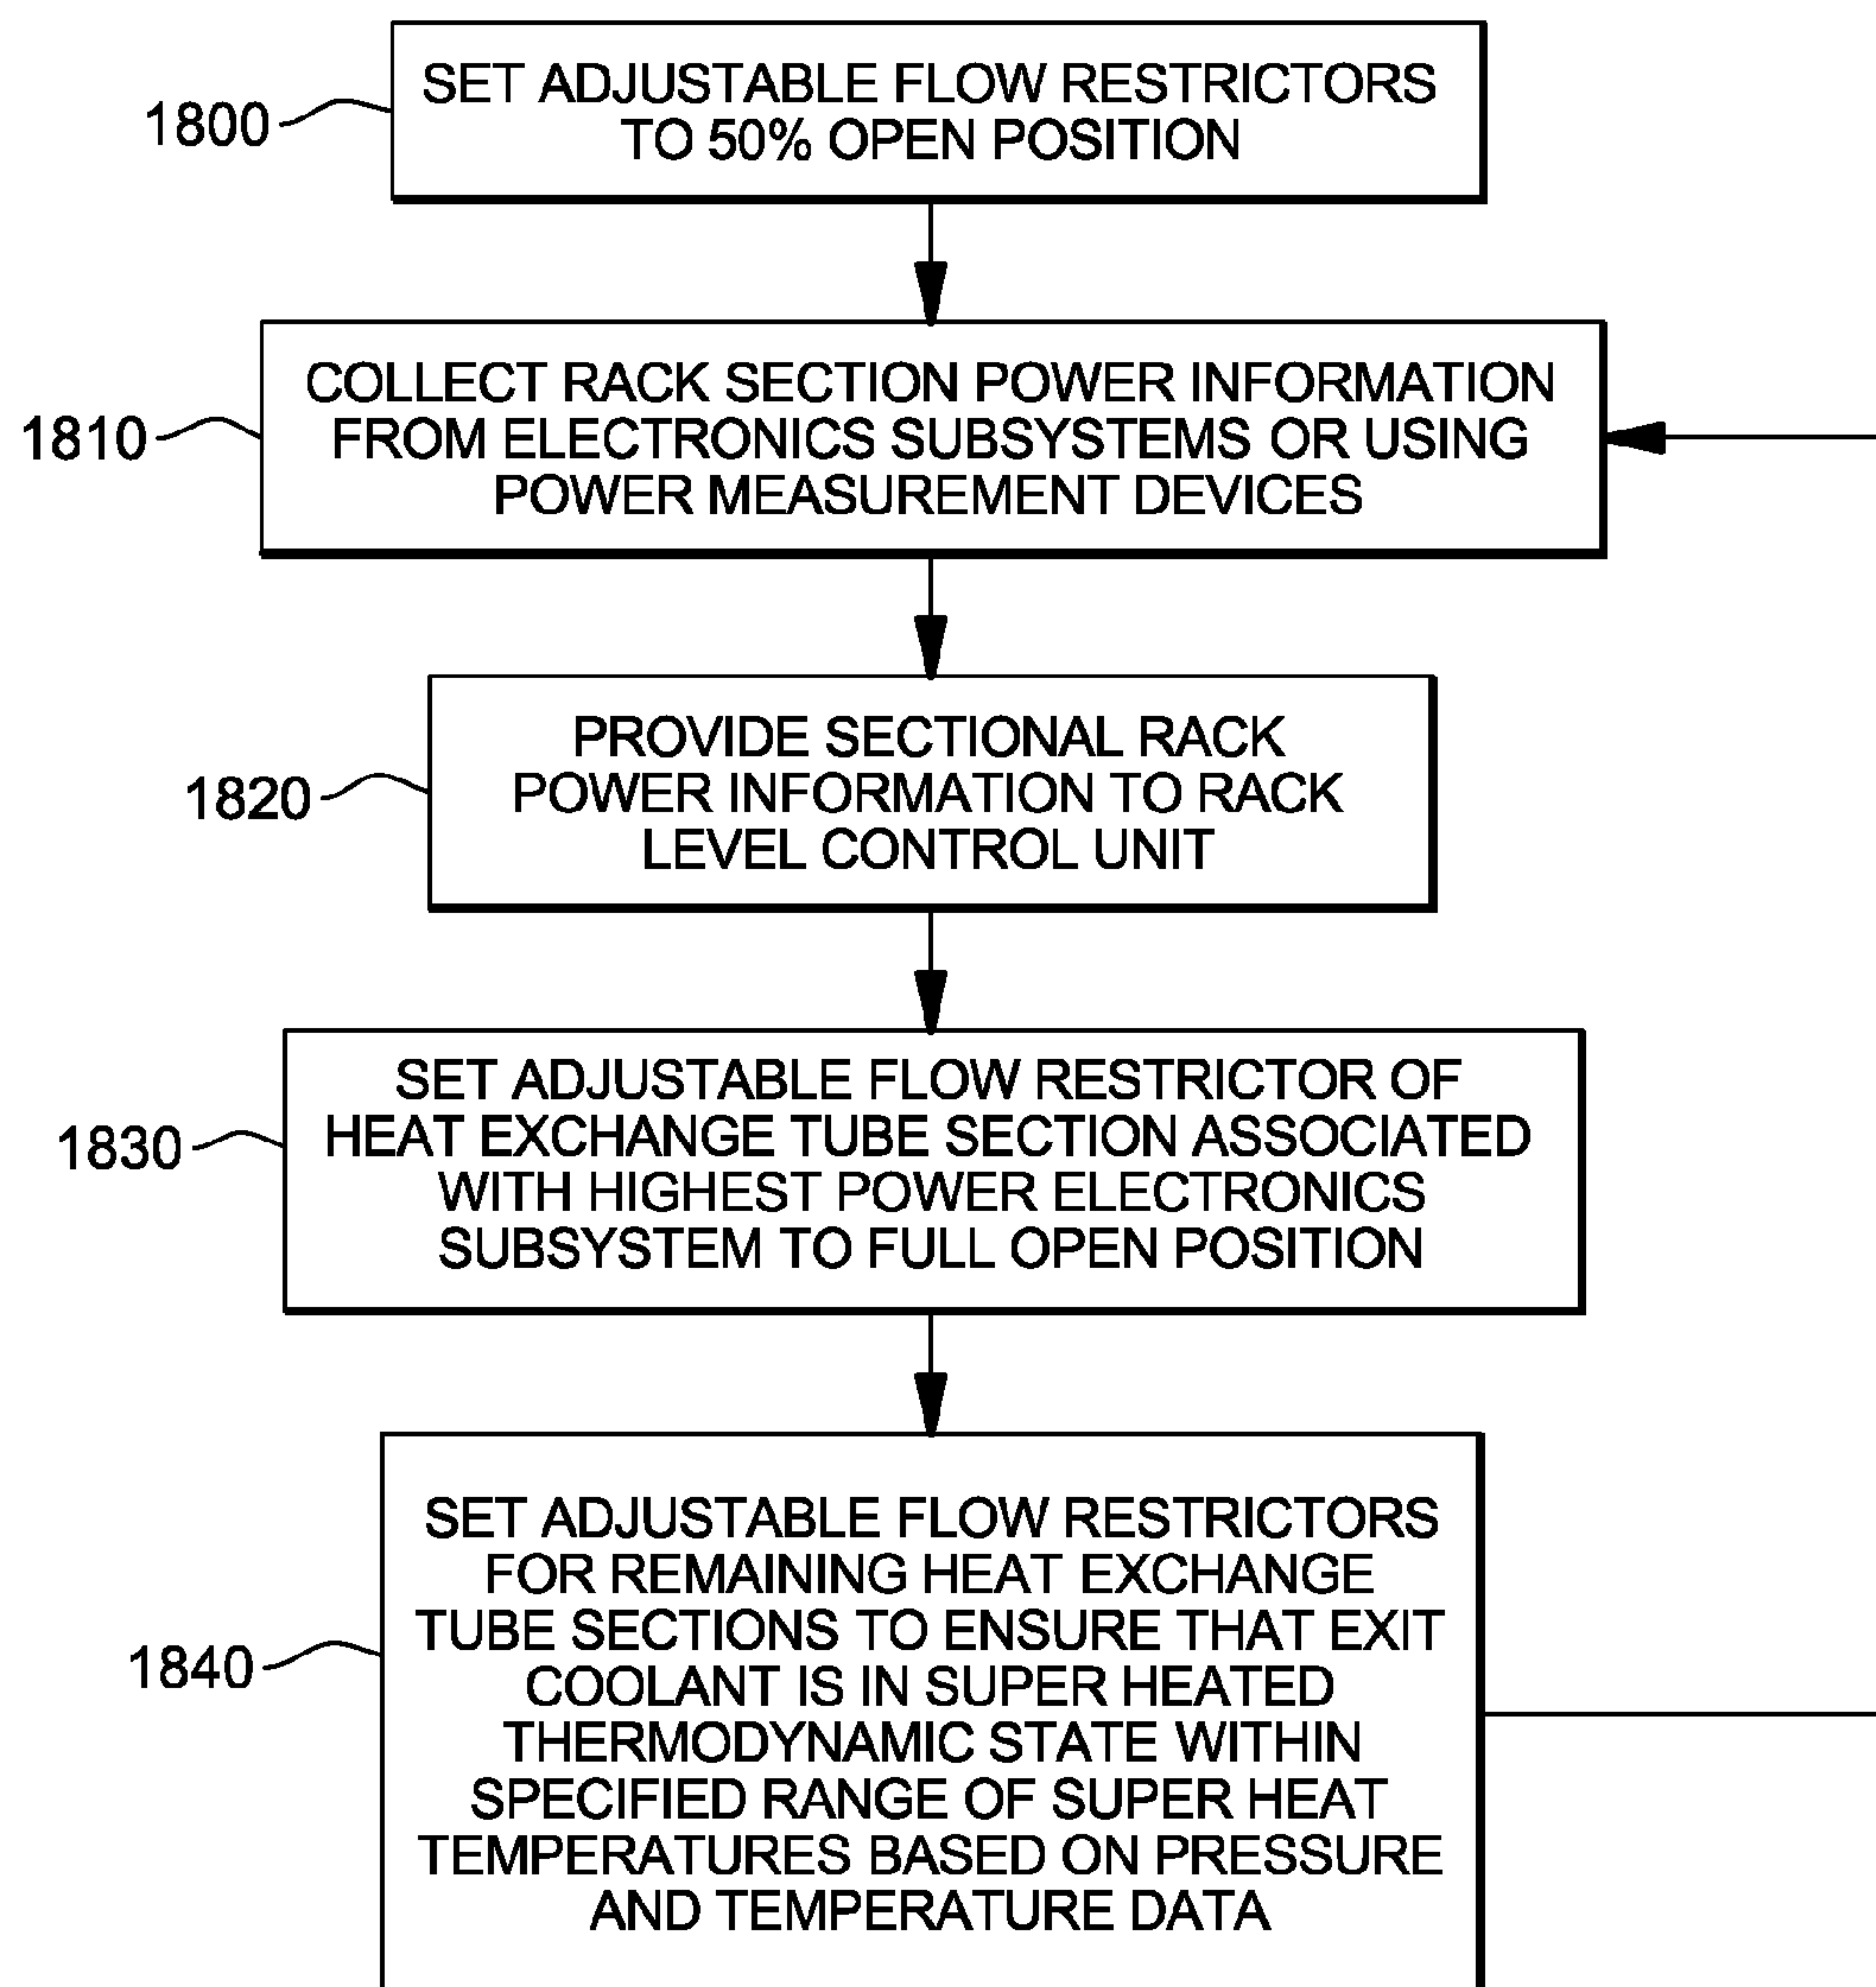 1800
SET ADJUSTABLE FLOW RESTRICTORS
TO 50% OPEN POSITION
1810
COLLECT RACK SECTION POWER INFORMATION
FROM ELECTRONICS SUBSYSTEMS OR USING
POWER MEASUREMENT DEVICES
1820
PROVIDE SECTIONAL RACK
POWER INFORMATION TO RACK
LEVEL CONTROL UNIT
1830
SET ADJUSTABLE FLOW RESTRICTOR OF
HEAT EXCHANGE TUBE SECTION ASSOCIATED
WITH HIGHEST POWER ELECTRONICS
SUBSYSTEM TO FULL OPEN POSITION
1840
SET ADJUSTABLE FLOW RESTRICTORS
FOR REMAINING HEAT EXCHANGE
TUBE SECTIONS TO ENSURE THAT EXIT
COOLANT IS IN SUPER HEATED
THERMODYNAMIC STATE WITHIN
SPECIFIED RANGE OF SUPER HEAT
TEMPERATURES BASED ON PRESSURE
AND TEMPERATURE DATA